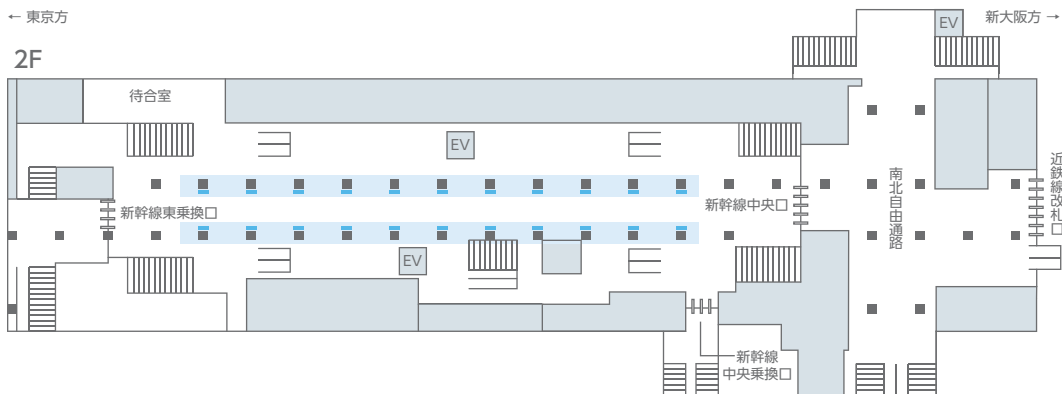 ← 東京方
新大阪方 →
2F
EV
待合室
EV
新幹線東乗換口
新幹線中央口
南北自由通路
近鉄線改札口
EV
新幹線
中央乗換口